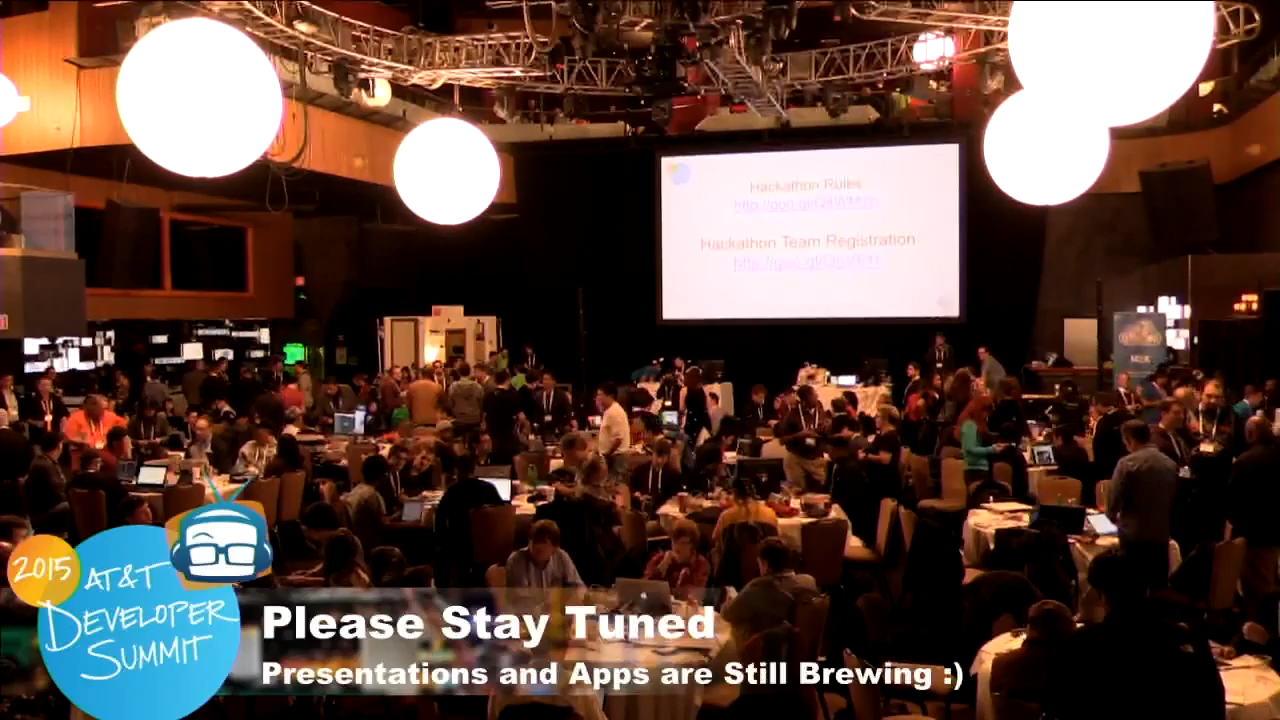 Hackathon Rules
Hackathon Team Registration
2015
AT&T
DEVELOPER
SUMMIT
Please Stay Tuned
Presentations and Apps are Still Brewing :)